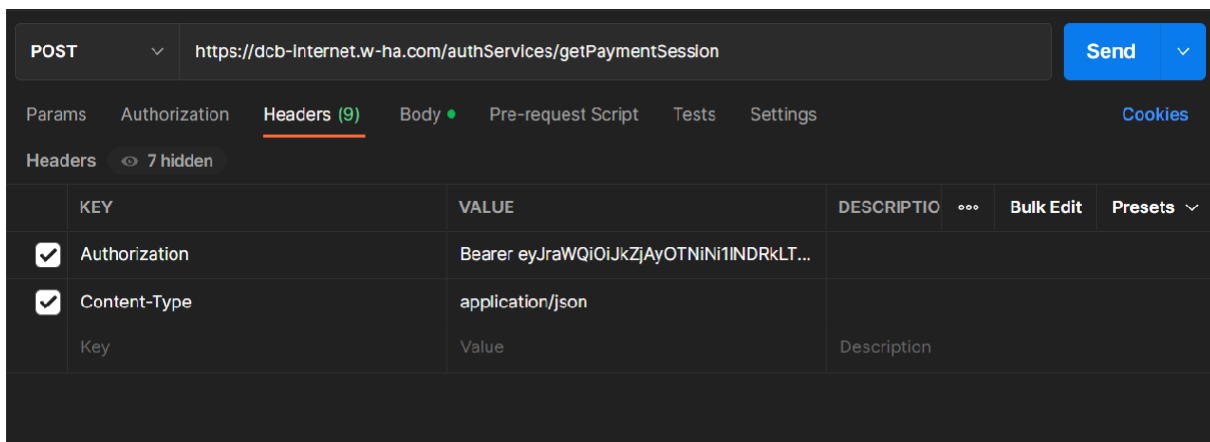 POST https://dcb-internet.w-ha.com/authServices/getPaymentSession Send
Params Authorization Headers (9) Body Pre-request Script Tests Settings Cookies
Headers 7 hidden
KEY VALUE DESCRIPTIO ooo Bulk Edit Presets
Authorization Bearer eyJraWQiOiJkZjAyOTNiNi1lNDRkLT...
Content-Type application/json
Key Value Description